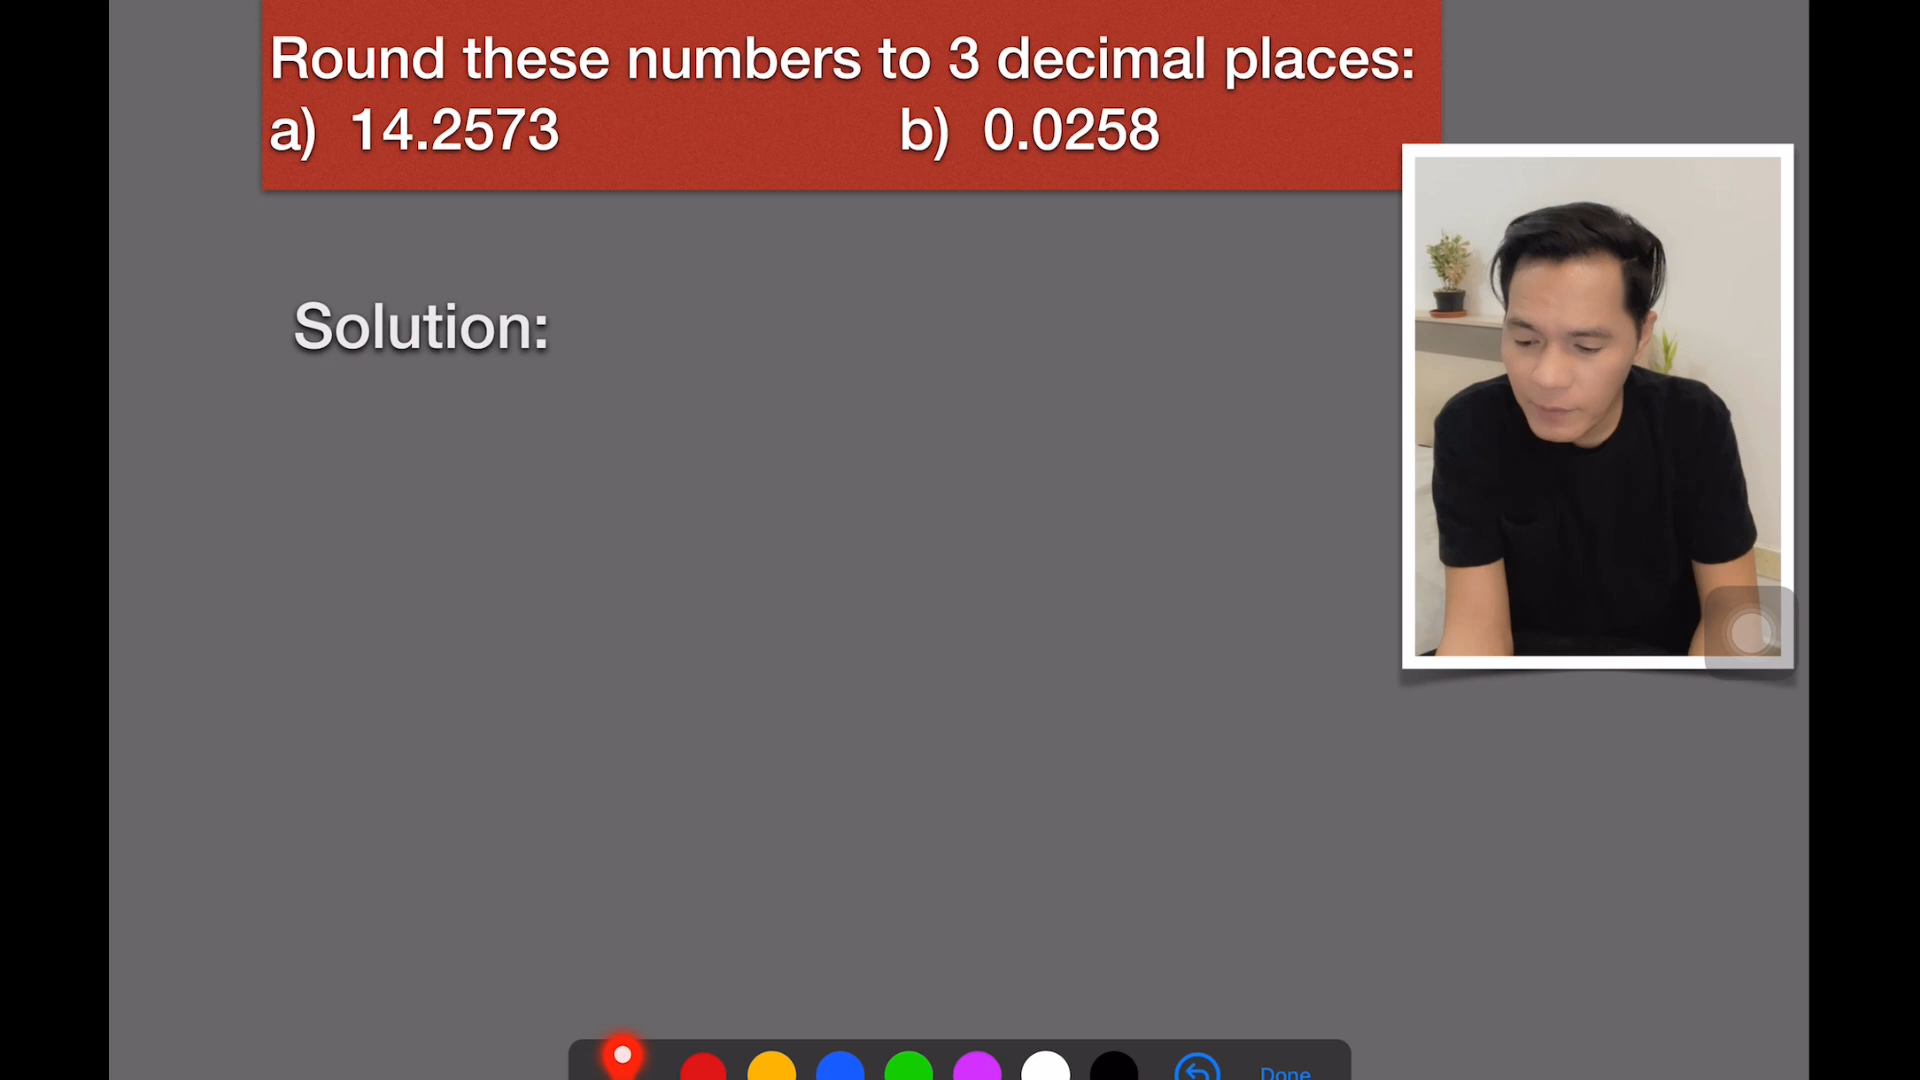 Round these numbers to 3 decimal places:
a) 14.2573 b) 0.0258
Solution:
Done